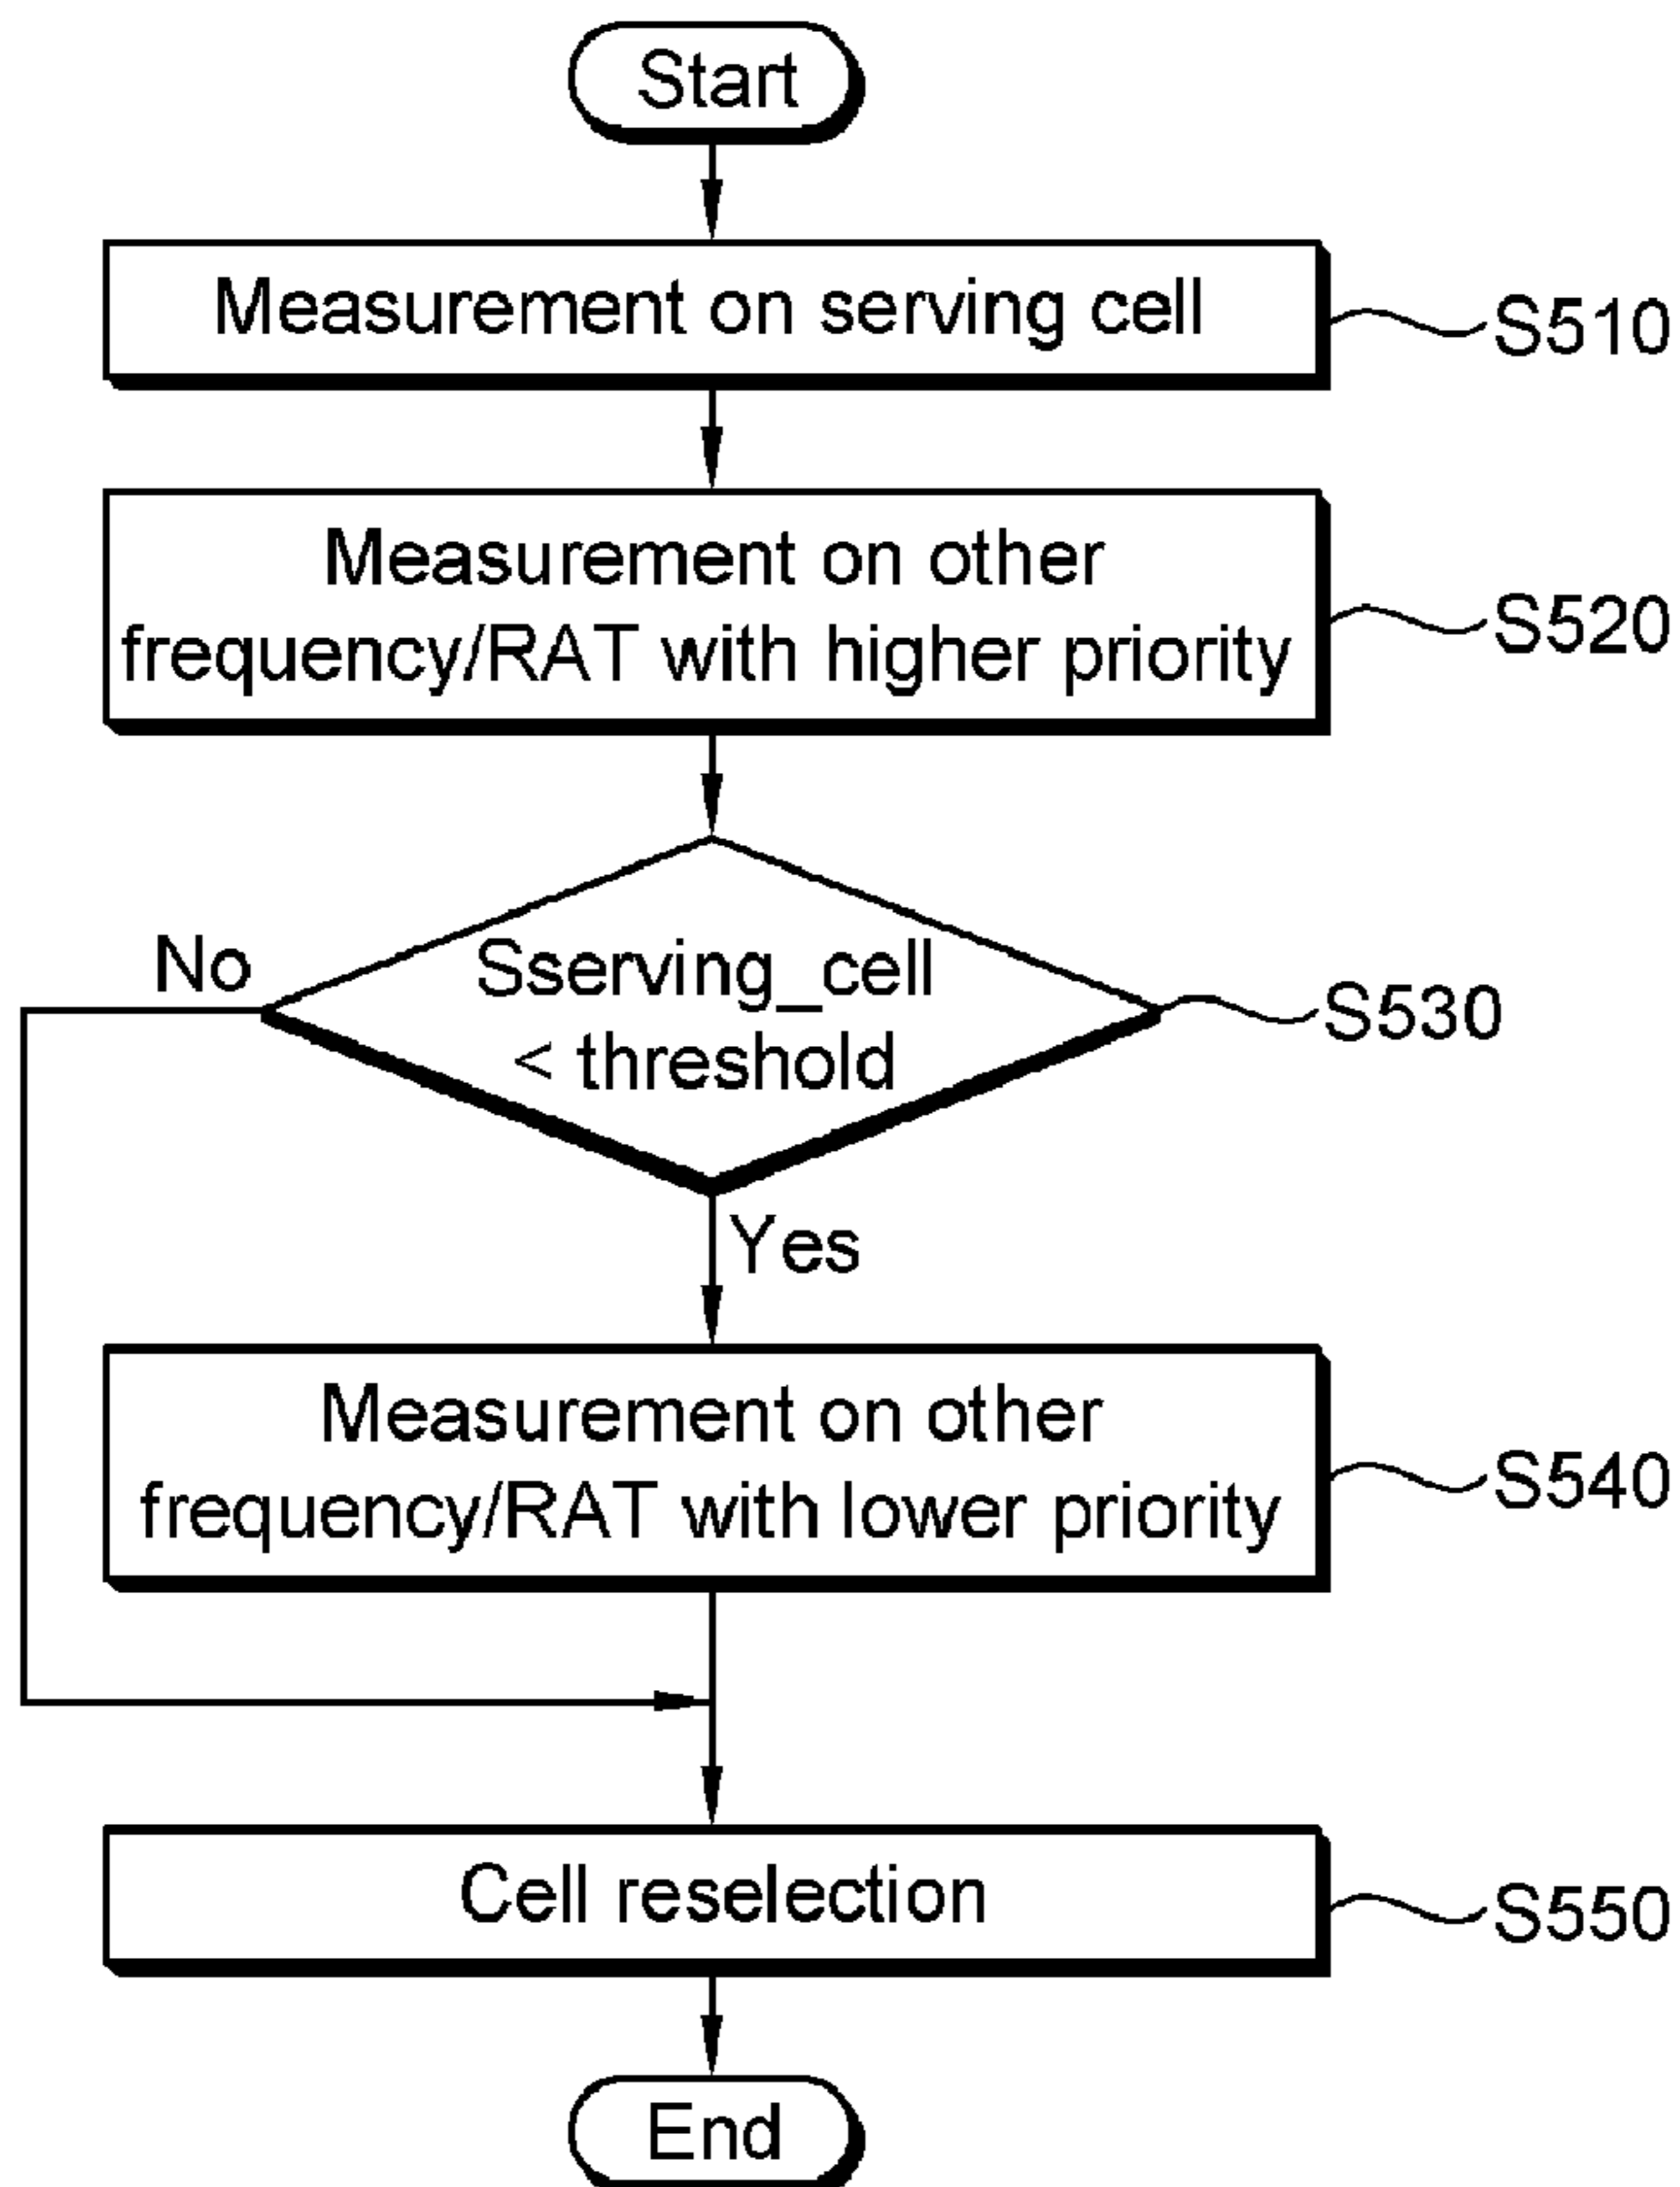 Start
Measurement on serving cell
S510
Measurement on other
frequency/RAT with higher priority
S520
No
Sserving_cell
< threshold
S530
Yes
Measurement on other
frequency/RAT with lower priority
S540
Cell reselection
S550
End